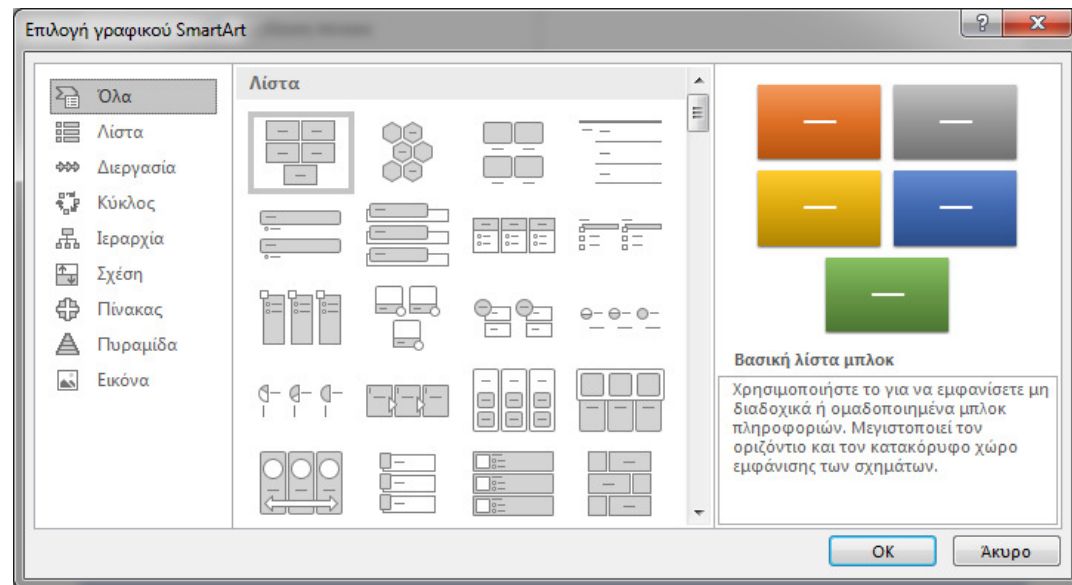 Επιλογή γραφικού SmartArt
Όλα
Λίστα
Διεργασία
Κύκλος
Ιεραρχία
Σχέση
Πίνακας
Πυραμίδα
Εικόνα
Λίστα
Βασική λίστα μπλοκ
Χρησιμοποιήστε το για να εμφανίσετε μη
διαδοχικά ή ομαδοποιημένα μπλοκ
πληροφοριών. Μεγιστοποιεί τον
οριζόντιο και τον κατακόρυφο χώρο
εμφάνισης των σχημάτων.
OK
Άκυρο